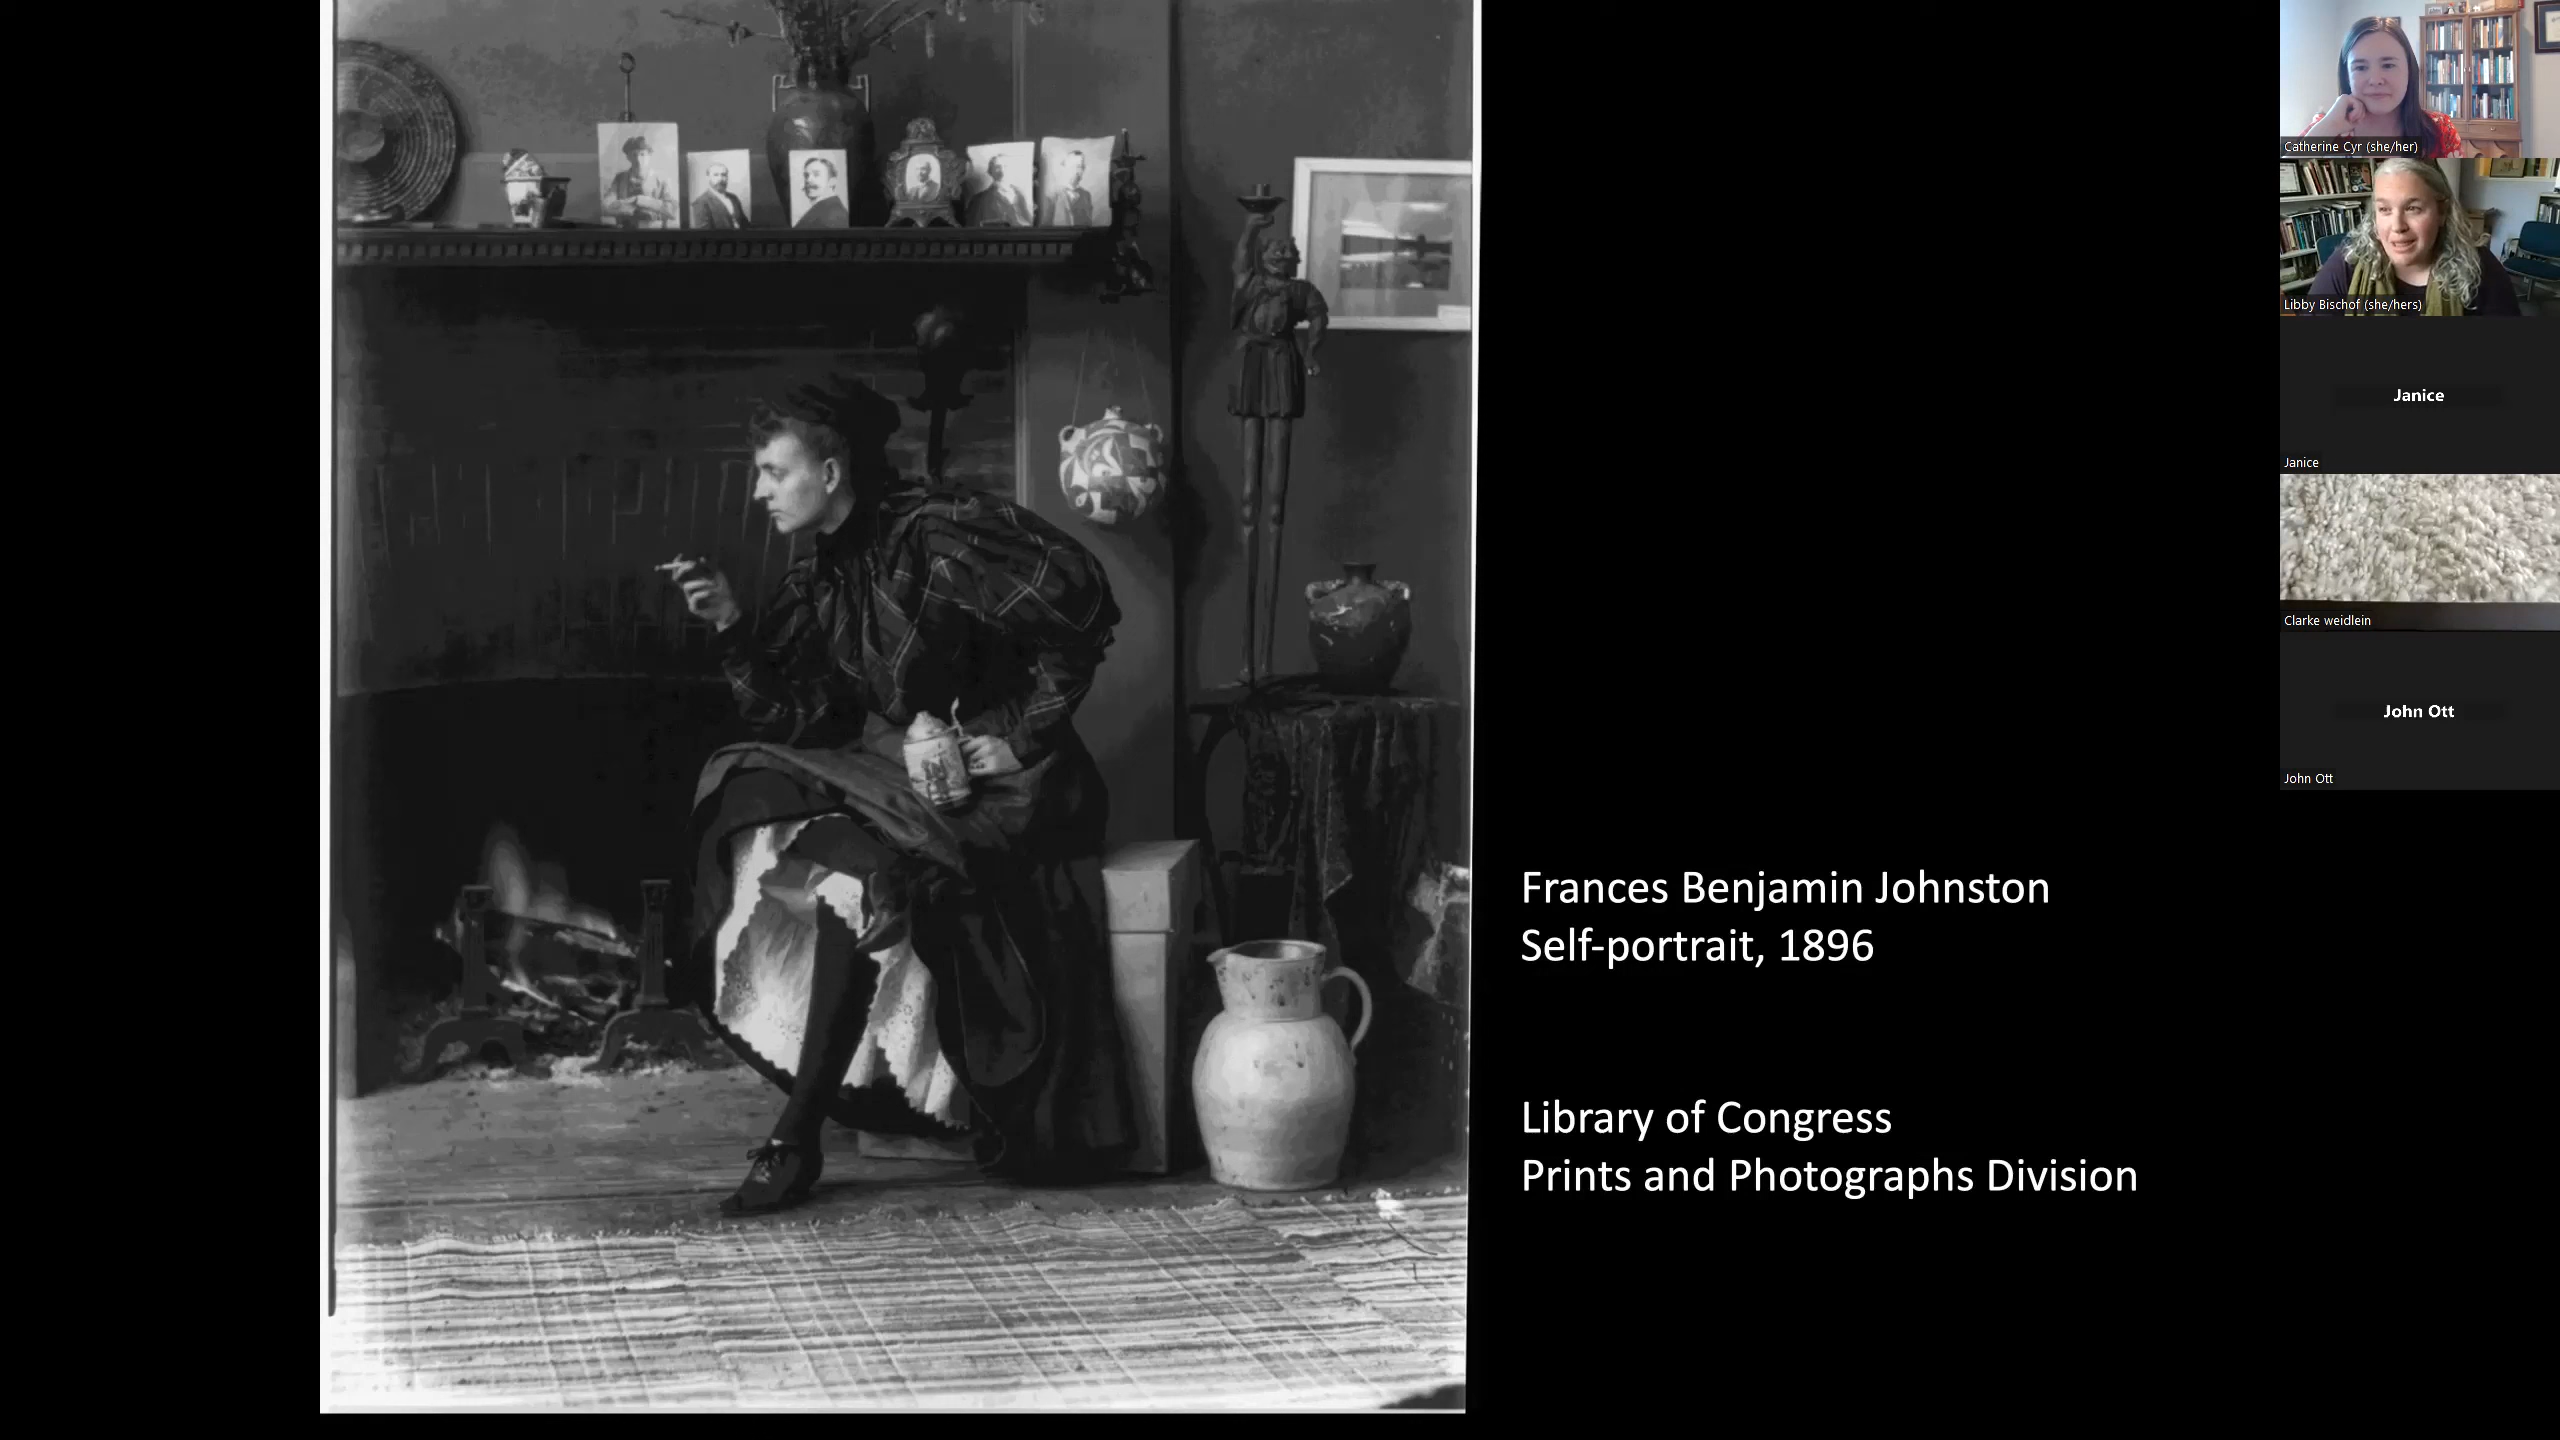 Frances Benjamin Johnston
Self-portrait, 1896
Library of Congress
Prints and Photographs Division
Catherine Cyr (she/her)
Libby Bischof (she/hers)
Janice
Janice
Clarke weidlein
John Ott
John Ott